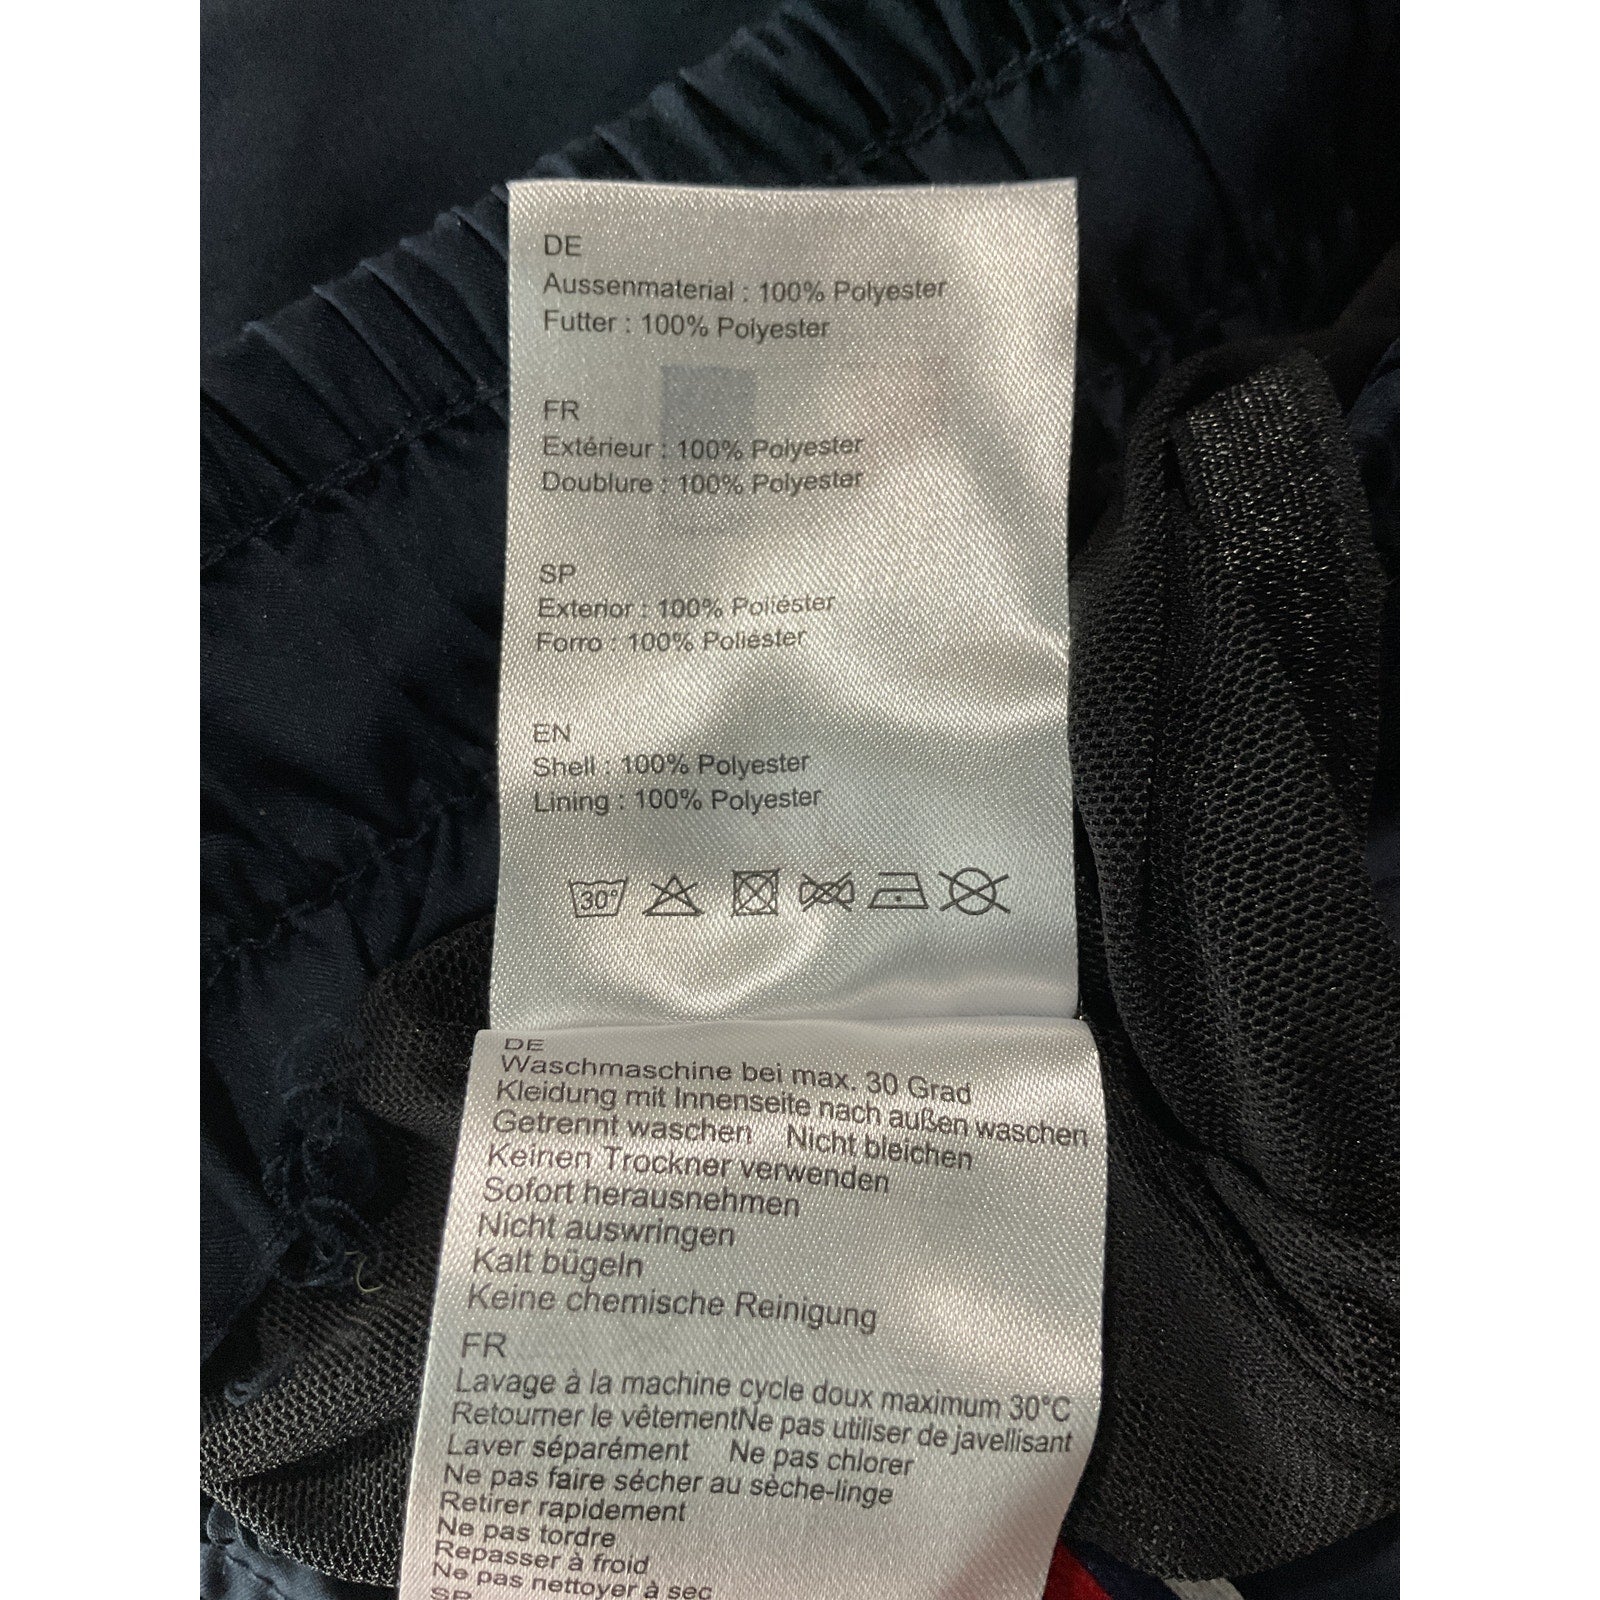 DE
Aussenmaterial : 100% Polyester
Futter : 100% Polyester
FR
Extérieur : 100% Polyester
Doublure : 100% Polyester
SP
Exterior : 100% Poliéster
Forro : 100% Poliéster
EN
Shell : 100% Polyester
Lining : 100% Polyester
30°
DE
Waschmaschine bei max. 30 Grad
Kleidung mit Innenseite nach außen waschen
Getrennt waschen Nicht bleichen
Keinen Trockner verwenden
Sofort herausnehmen
Nicht auswringen
Kalt bügeln
Keine chemische Reinigung
FR
Lavage à la machine cycle doux maximum 30°C
Retourner le vêtementNe pas utiliser de javellisant
Laver séparément Ne pas chlorer
Ne pas faire sécher au sèche-linge
Retirer rapidement
Ne pas tordre
Repasser à froid
Ne pas nettoyer à sec
SP